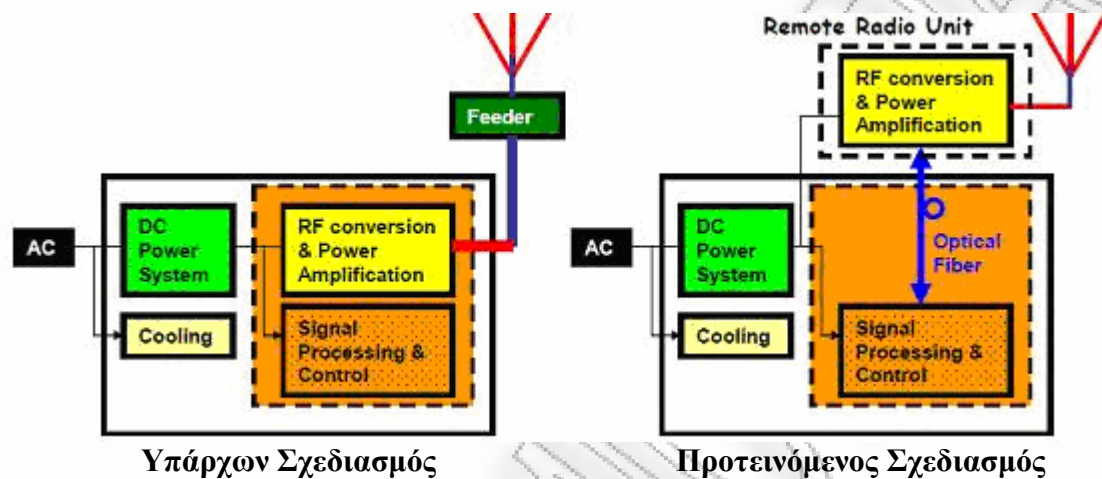 Remote Radio Unit
Feeder
RF conversion
& Power
Amplification
AC
DC
Power
System
RF conversion
& Power
Amplification
Cooling
Signal
Processing &
Control
AC
DC
Power
System
Optical
Fiber
Cooling
Signal
Processing &
Control
Υπάρχων Σχεδιασμός
Προτεινόμενος Σχεδιασμός